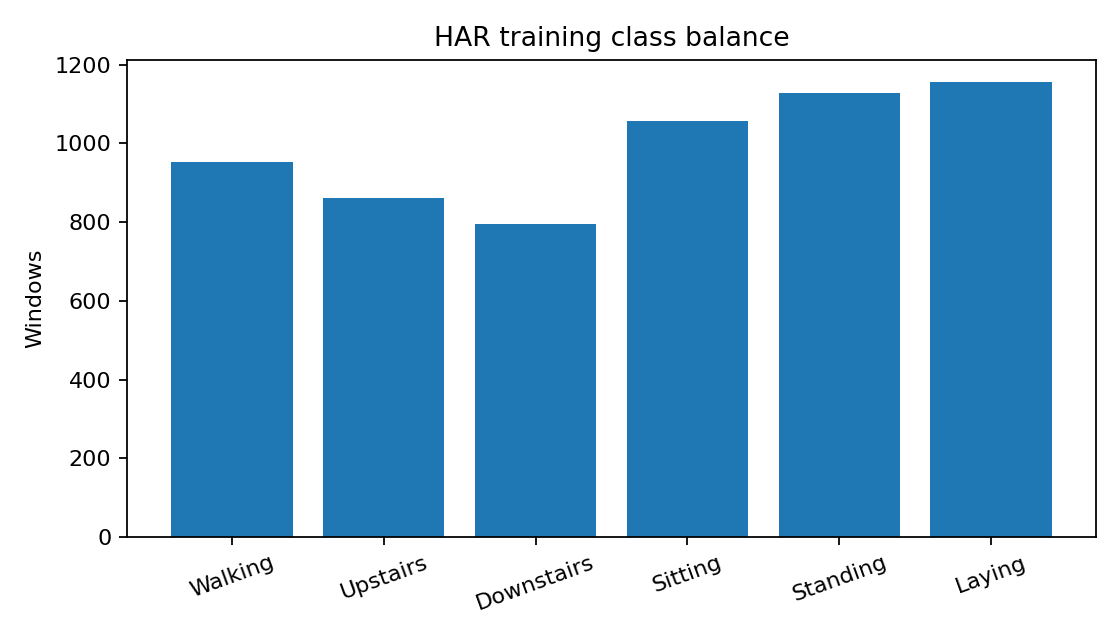 HAR training class balance
1200
1000
800
600
400
200
0
Windows
Walking
Upstairs
Downstairs
Sitting
Standing
Laying